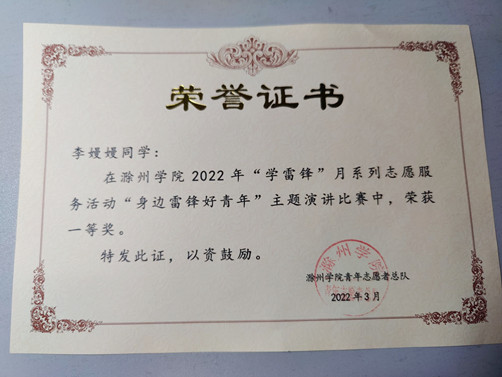 荣誉证书
李嫚嫚同学：
在滁州学院2022年“学雷锋”月系列志愿服
务活动“身边雷锋好青年”主题演讲比赛中，荣获
一等奖。
特发此证，以资鼓励。
滁州学院
滁州学院青年志愿者总队
2022年3月